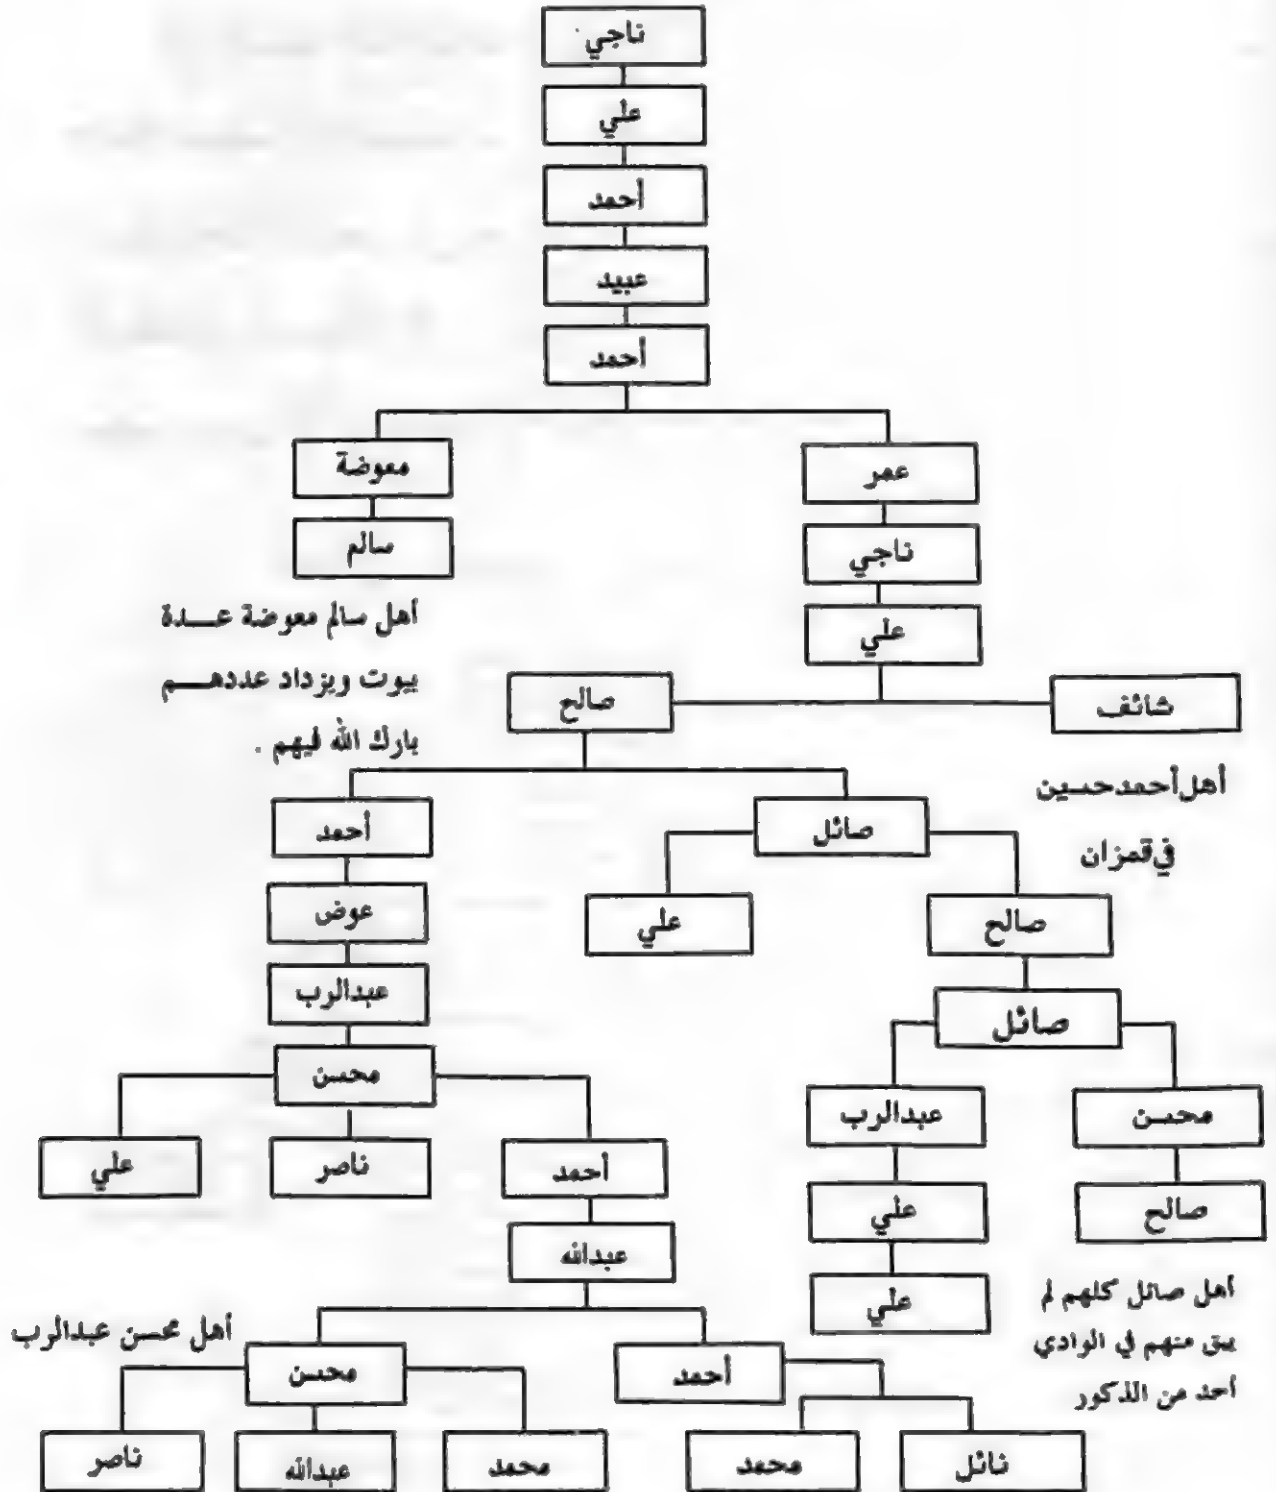 ناجي
علي
أحمد
عبيد
أحمد
عمر
معوضة
ناجي
سالم
علي
أهل سالم معوضة عـــدة
بيوت ويزداد عددهـــم
بارك الله فيهم .
شائف
صالح
أهل أحمد حسين
في قمزان
صائل
أحمد
صالح
علي
عوض
صائل
عبدالرب
محسن
محسن
عبدالرب
أحمد
ناصر
علي
صالح
علي
عبدالله
علي
أهل صائل كلهم لم
يبق منهم في الوادي
أحد من الذكور
أهل محسن عبدالرب
أحمد
محسن
نائل
محمد
محمد
عبدالله
ناصر